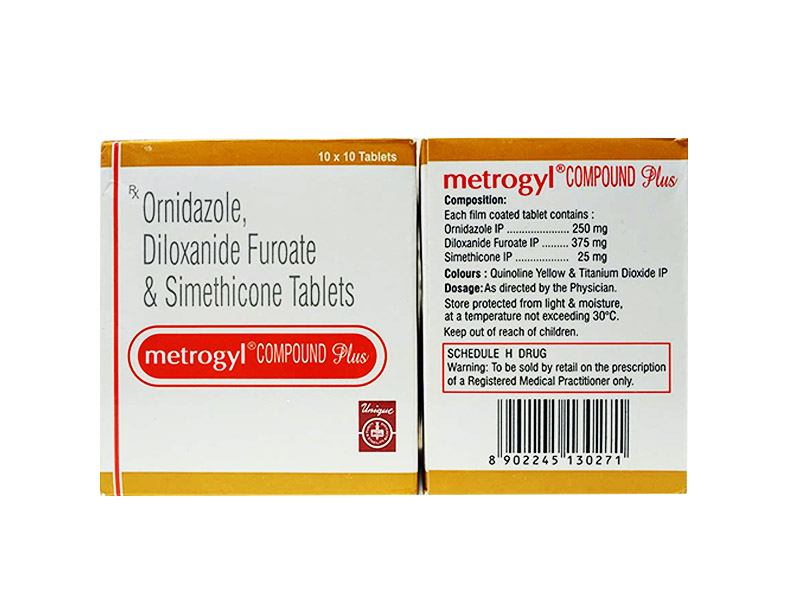 10 x 10 Tablets
Rx
Ornidazole,
Diloxanide Furoate
& Simethicone Tablets
metrogyl® COMPOUND Plus
Unique
metrogyl® COMPOUND Plus
Composition:
Each film coated tablet contains :
Ornidazole IP ..................... 250 mg
Diloxanide Furoate IP ......... 375 mg
Simethicone IP .................. 25 mg
Colours : Quinoline Yellow & Titanium Dioxide IP
Dosage: As directed by the Physician.
Store protected from light & moisture,
at a temperature not exceeding 30°C.
Keep out of reach of children.
SCHEDULE H DRUG
Warning: To be sold by retail on the prescription
of a Registered Medical Practitioner only.
8 902245 130271